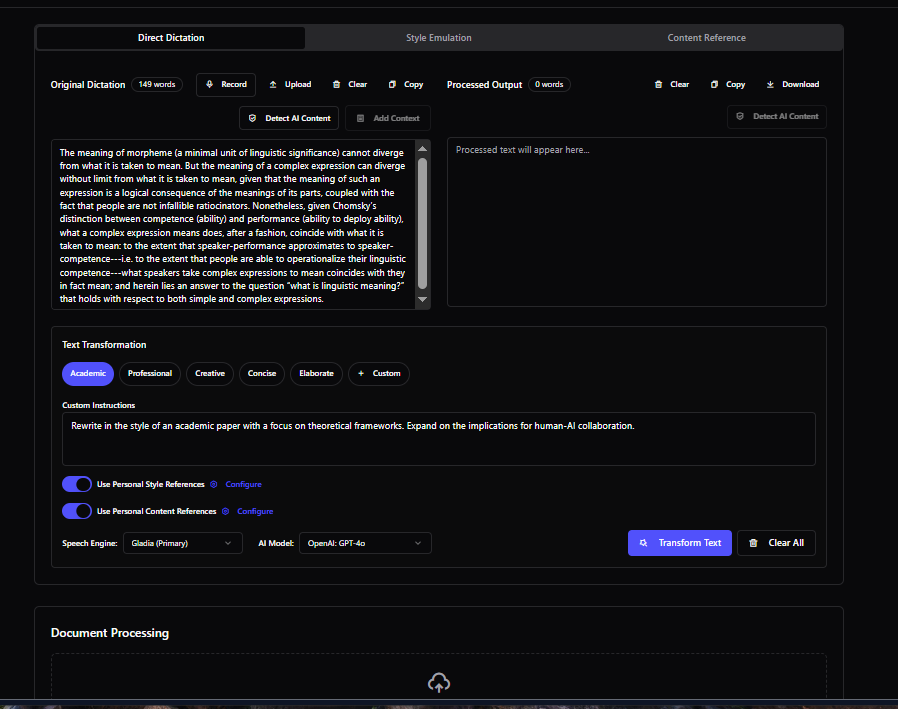 Direct Dictation
Style Emulation
Content Reference
Original Dictation
149 words
Record
Upload
Clear
Copy
Detect AI Content
Add Context
Processed Output
0 words
Clear
Copy
Download
Detect AI Content
The meaning of morpheme (a minimal unit of linguistic significance) cannot diverge
from what it is taken to mean. But the meaning of a complex expression can diverge
without limit from what it is taken to mean, given that the meaning of such an
expression is a logical consequence of the meanings of its parts, coupled with the
fact that people are not infallible ratiocinators. Nonetheless, given Chomsky's
distinction between competence (ability) and performance (ability to deploy ability),
what a complex expression means does, after a fashion, coincide with what it is
taken to mean: to the extent that speaker-performance approximates to speaker-
competence---i.e. to the extent that people are able to operationalize their linguistic
competence---what speakers take complex expressions to mean coincides with they
in fact mean; and herein lies an answer to the question "what is linguistic meaning?"
that holds with respect to both simple and complex expressions.
Processed text will appear here...
Text Transformation
Academic
Professional
Creative
Concise
Elaborate
+ Custom
Custom Instructions
Rewrite in the style of an academic paper with a focus on theoretical frameworks. Expand on the implications for human-AI collaboration.
Use Personal Style References
Configure
Use Personal Content References
Configure
Speech Engine:
Gladia (Primary)
AI Model:
OpenAI: GPT-4o
Transform Text
Clear All
Document Processing